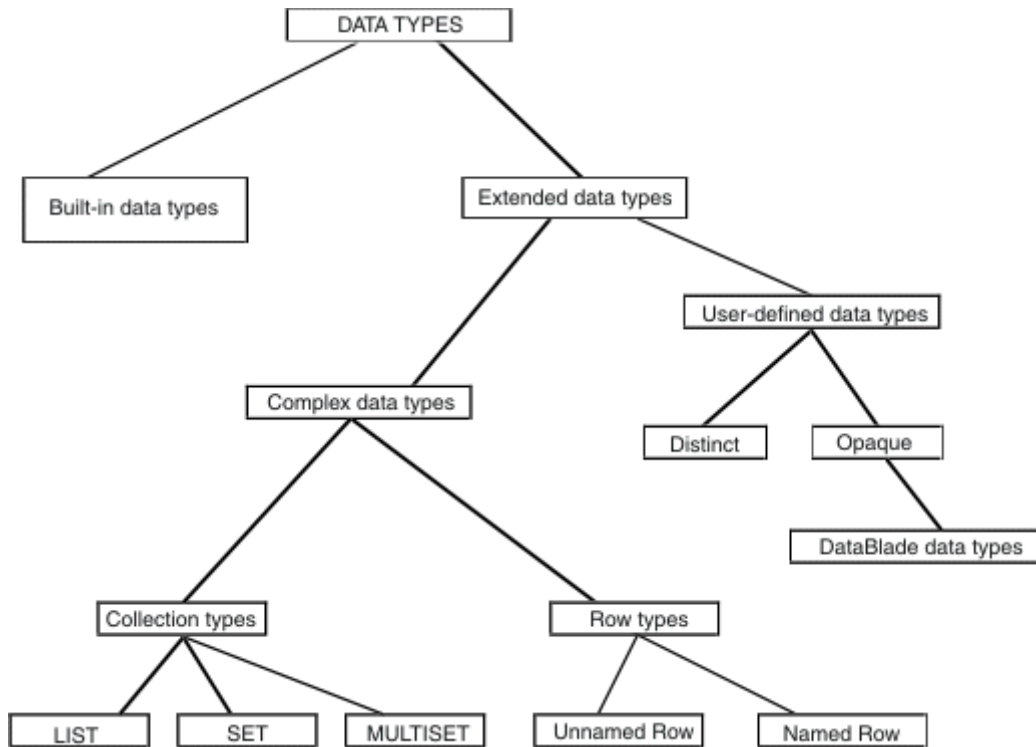 DATA TYPES
Built-in data types
Extended data types
User-defined data types
Complex data types
Distinct
Opaque
DataBlade data types
Collection types
Row types
LIST
SET
MULTISET
Unnamed Row
Named Row